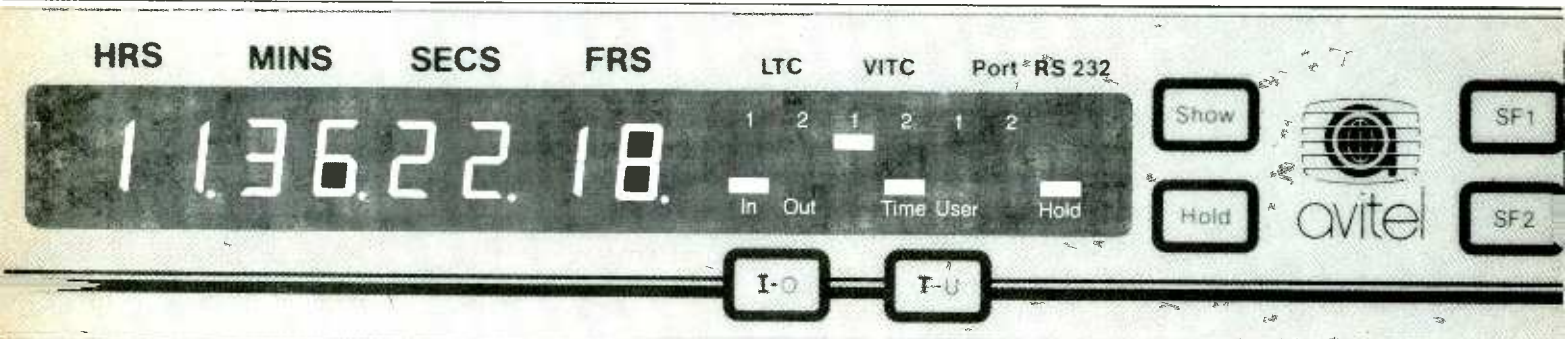 HRS MINS SECS FRS LTC VITC Port RS 232
1 2 1 2 1 2
11.36.22.18.
In Out Time User Hold
Show
Hold
avitel
SF1
SF2
I-O T-U